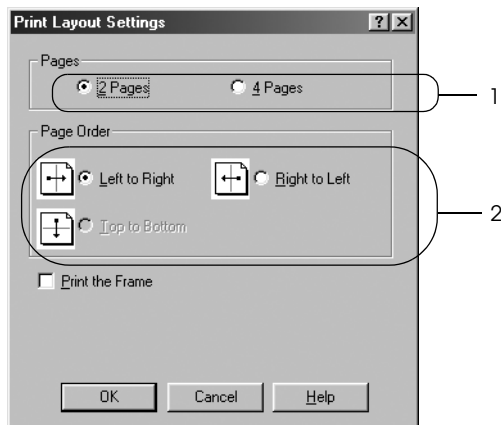 Print Layout Settings ? ×
Pages
2 Pages 4 Pages 1
Page Order
Left to Right Right to Left
2
Top to Bottom
Print the Frame
OK Cancel Help